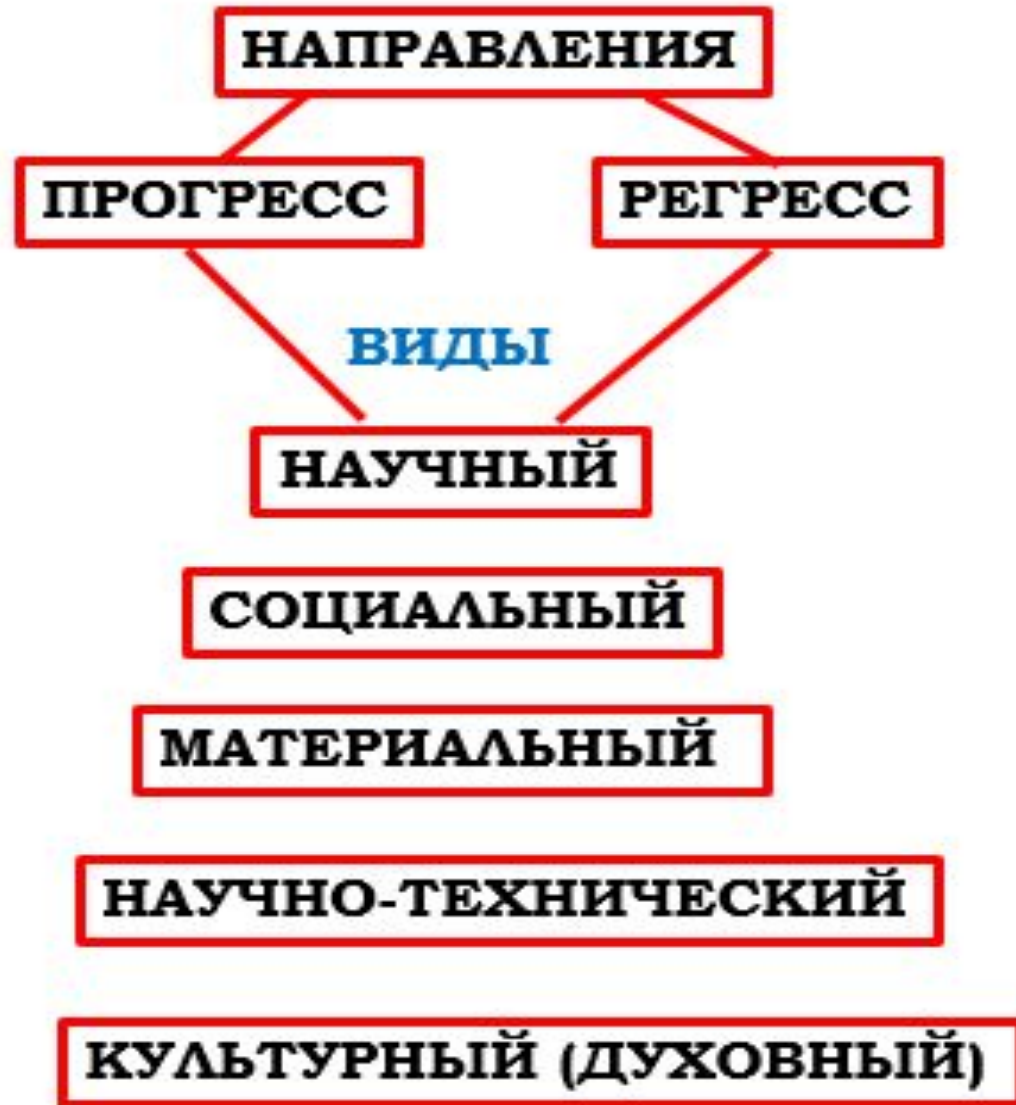 НАПРАВЛЕНИЯ
ПРОГРЕСС
РЕГРЕСС
ВИДЫ
НАУЧНЫЙ
СОЦИАЛЬНЫЙ
МАТЕРИАЛЬНЫЙ
НАУЧНО-ТЕХНИЧЕСКИЙ
КУЛЬТУРНЫЙ (ДУХОВНЫЙ)